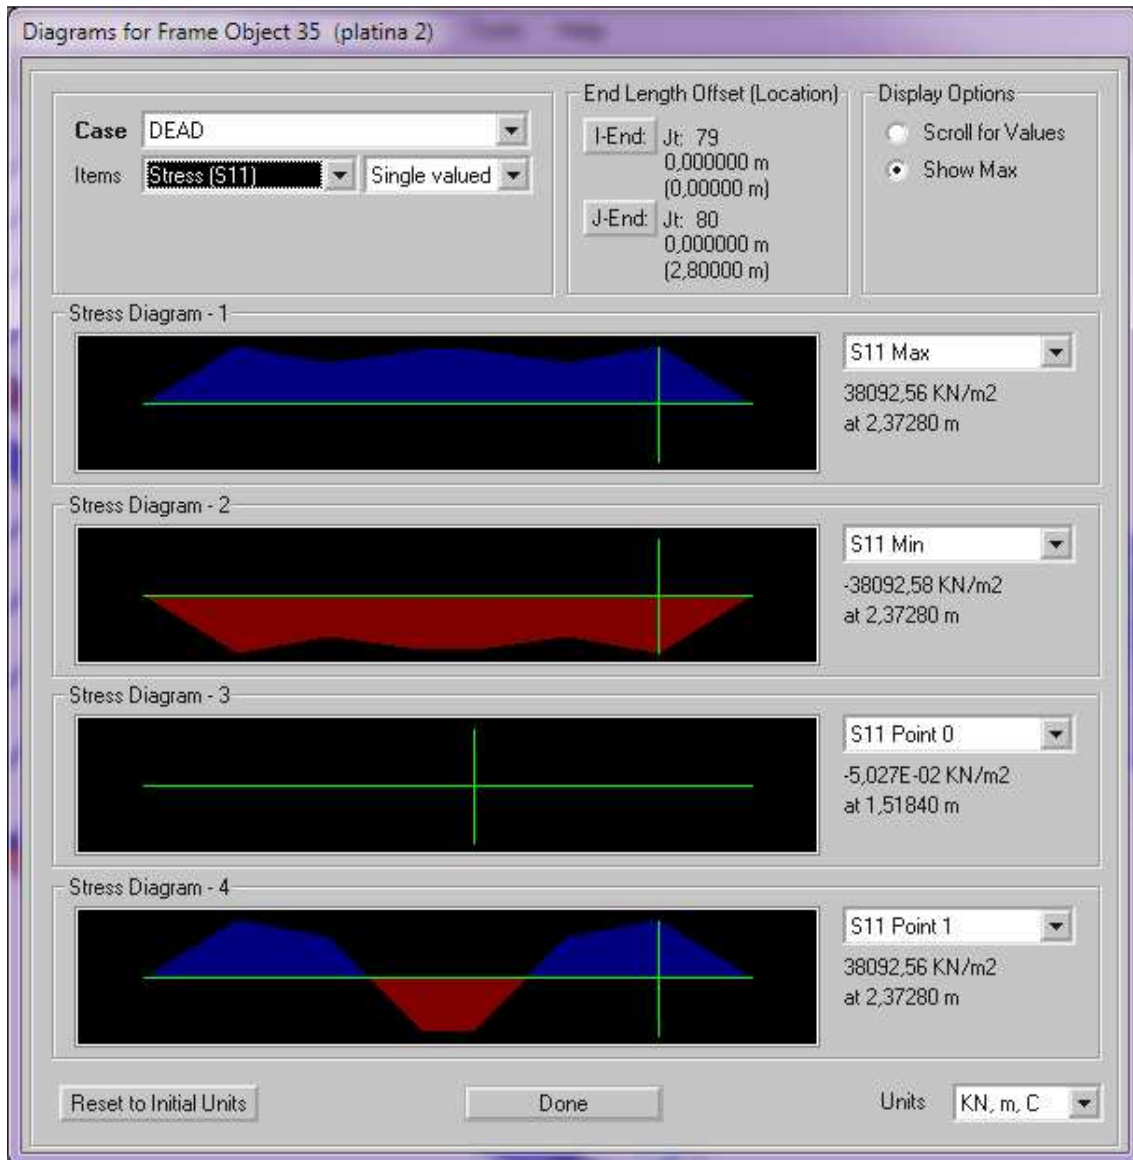 Diagrams for Frame Object 35 (platina 2)
End Length Offset (Location)
Display Options
Case DEAD
Items Stress (S11) Single valued
I-End: Jt: 79
0,000000 m
(0,00000 m)
J-End: Jt: 80
0,000000 m
(2,80000 m)
Scroll for Values
Show Max
Stress Diagram - 1
S11 Max
38092,56 KN/m2
at 2,37280 m
Stress Diagram - 2
S11 Min
-38092,58 KN/m2
at 2,37280 m
Stress Diagram - 3
S11 Point 0
-5,027E-02 KN/m2
at 1,51840 m
Stress Diagram - 4
S11 Point 1
38092,56 KN/m2
at 2,37280 m
Reset to Initial Units Done Units KN, m, C